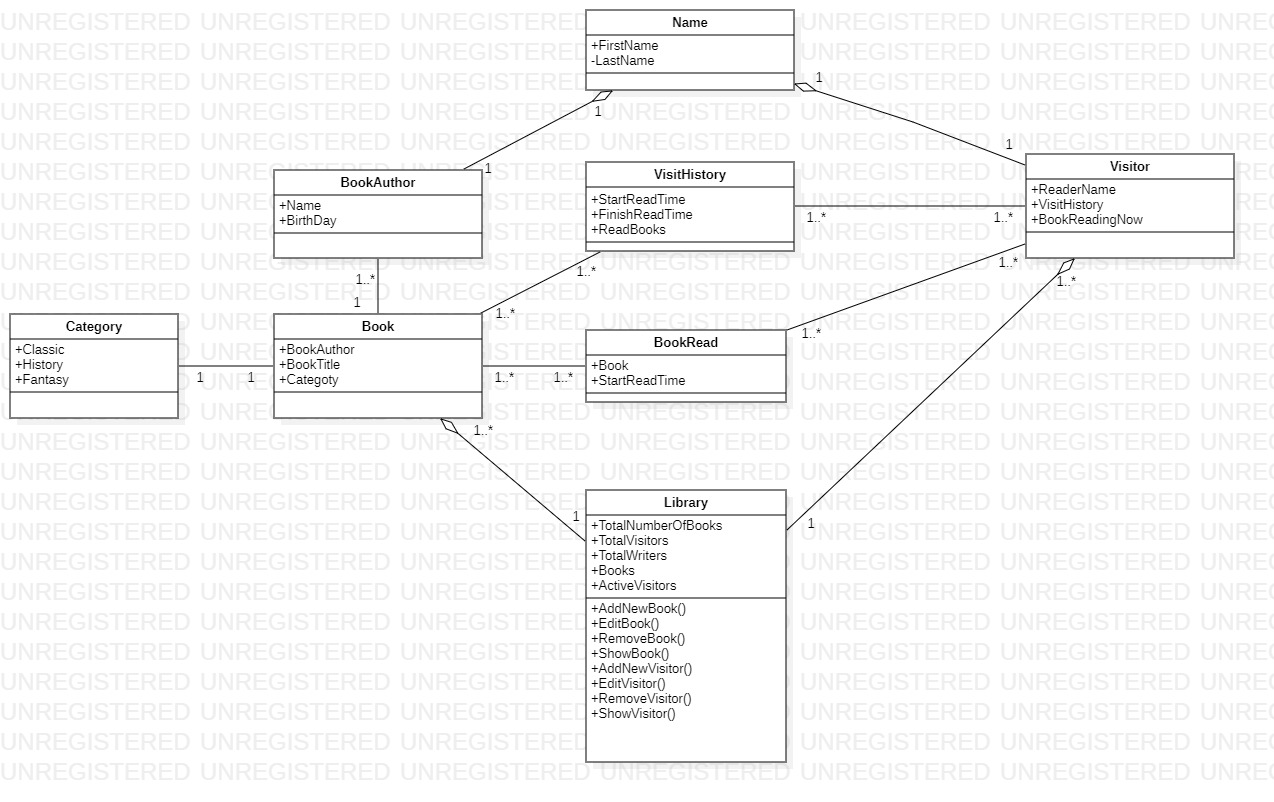 Name
+FirstName
-LastName
1
1
1
1
BookAuthor
+Name
+BirthDay
VisitHistory
+StartReadTime
+FinishReadTime
+ReadBooks
Visitor
+ReaderName
+VisitHistory
+BookReadingNow
1..*
1..*
1..*
1
1..*
1..*
1..*
1..*
1..*
Category
+Classic
+History
+Fantasy
Book
+BookAuthor
+BookTitle
+Categoty
BookRead
+Book
+StartReadTime
1
1
1..*
1..*
1..*
1
1
Library
+TotalNumberOfBooks
+TotalVisitors
+TotalWriters
+Books
+ActiveVisitors
+AddNewBook()
+EditBook()
+RemoveBook()
+ShowBook()
+AddNewVisitor()
+EditVisitor()
+RemoveVisitor()
+ShowVisitor()
UNREGISTERED